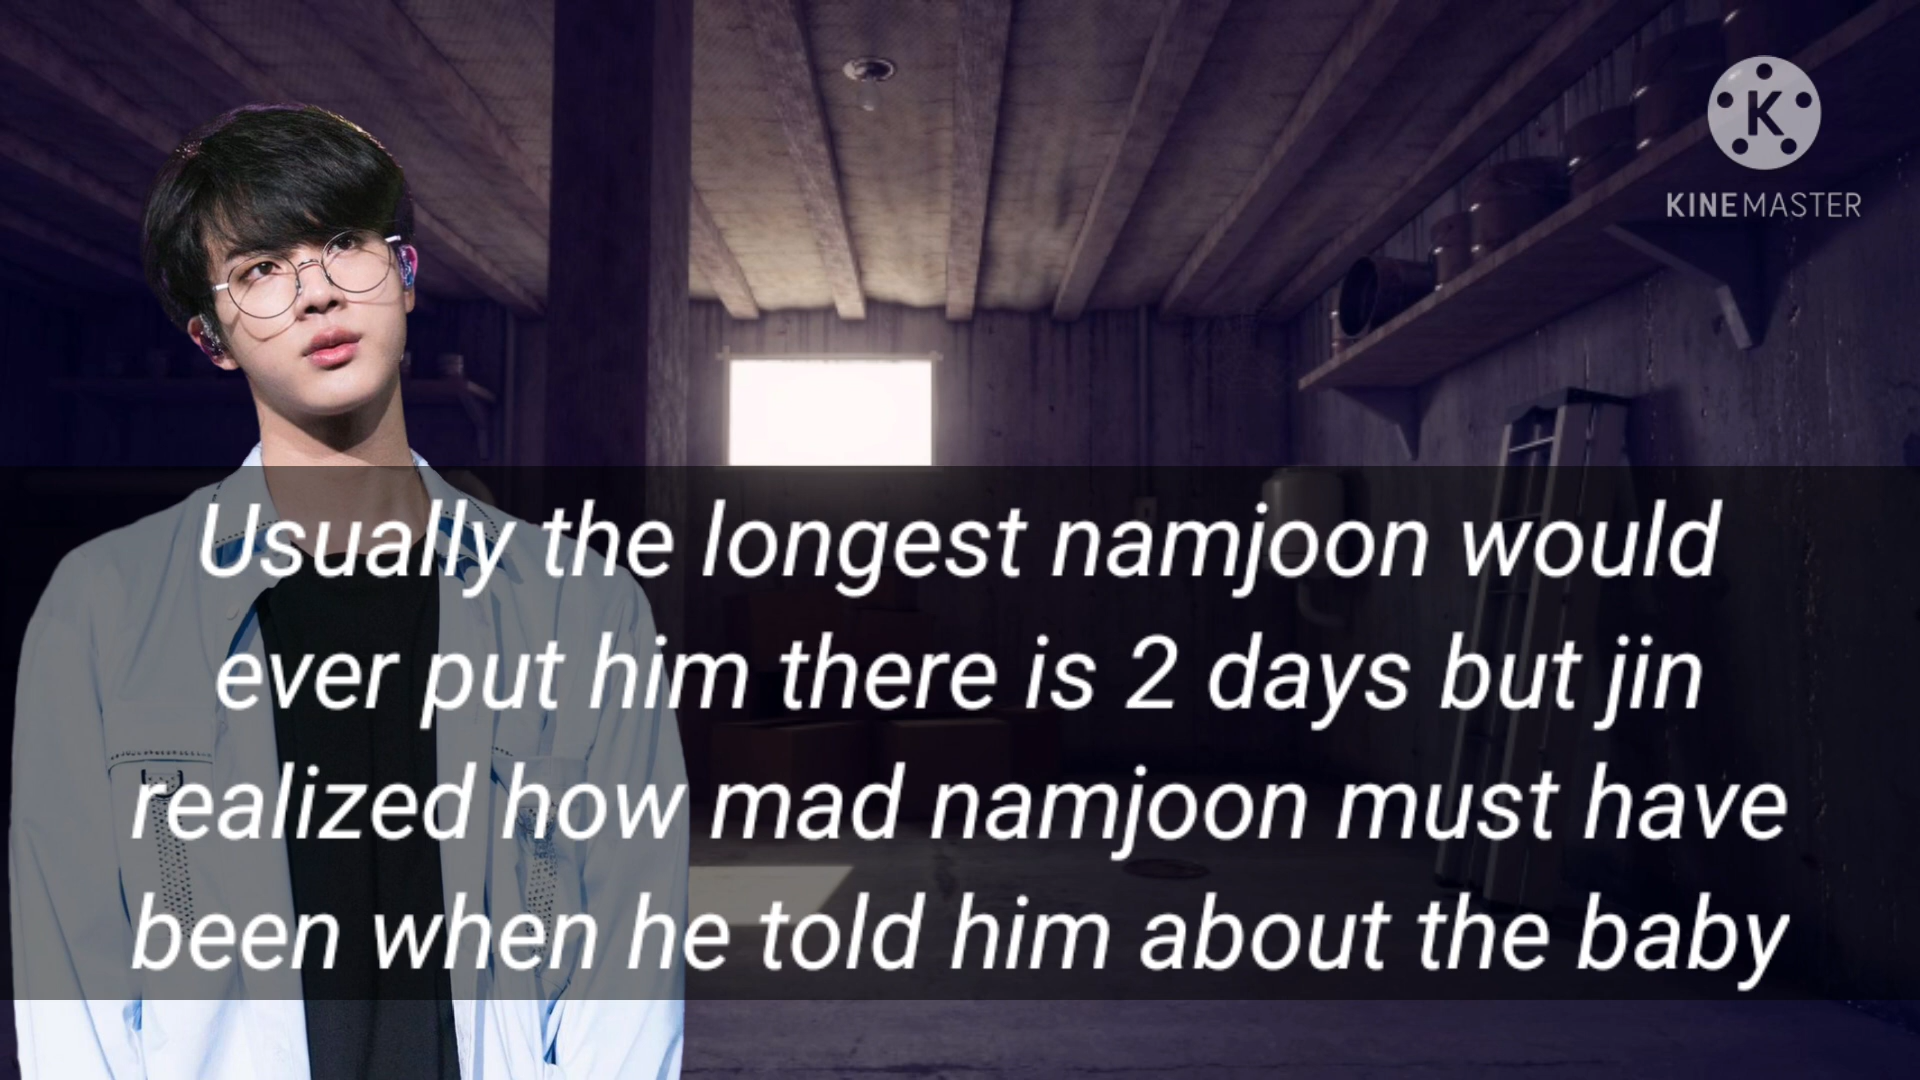 K
KINEMASTER
Usually the longest namjoon would
ever put him there is 2 days but jin
realized how mad namjoon must have
been when he told him about the baby